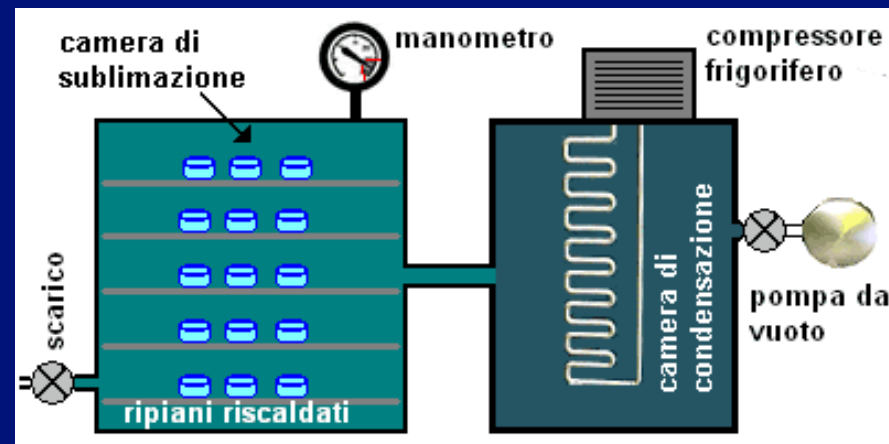 camera di
sublimazione
manometro
compressore
frigorifero
scarico
ripiani riscaldati
camera di
condensazione
pompa da
vuoto